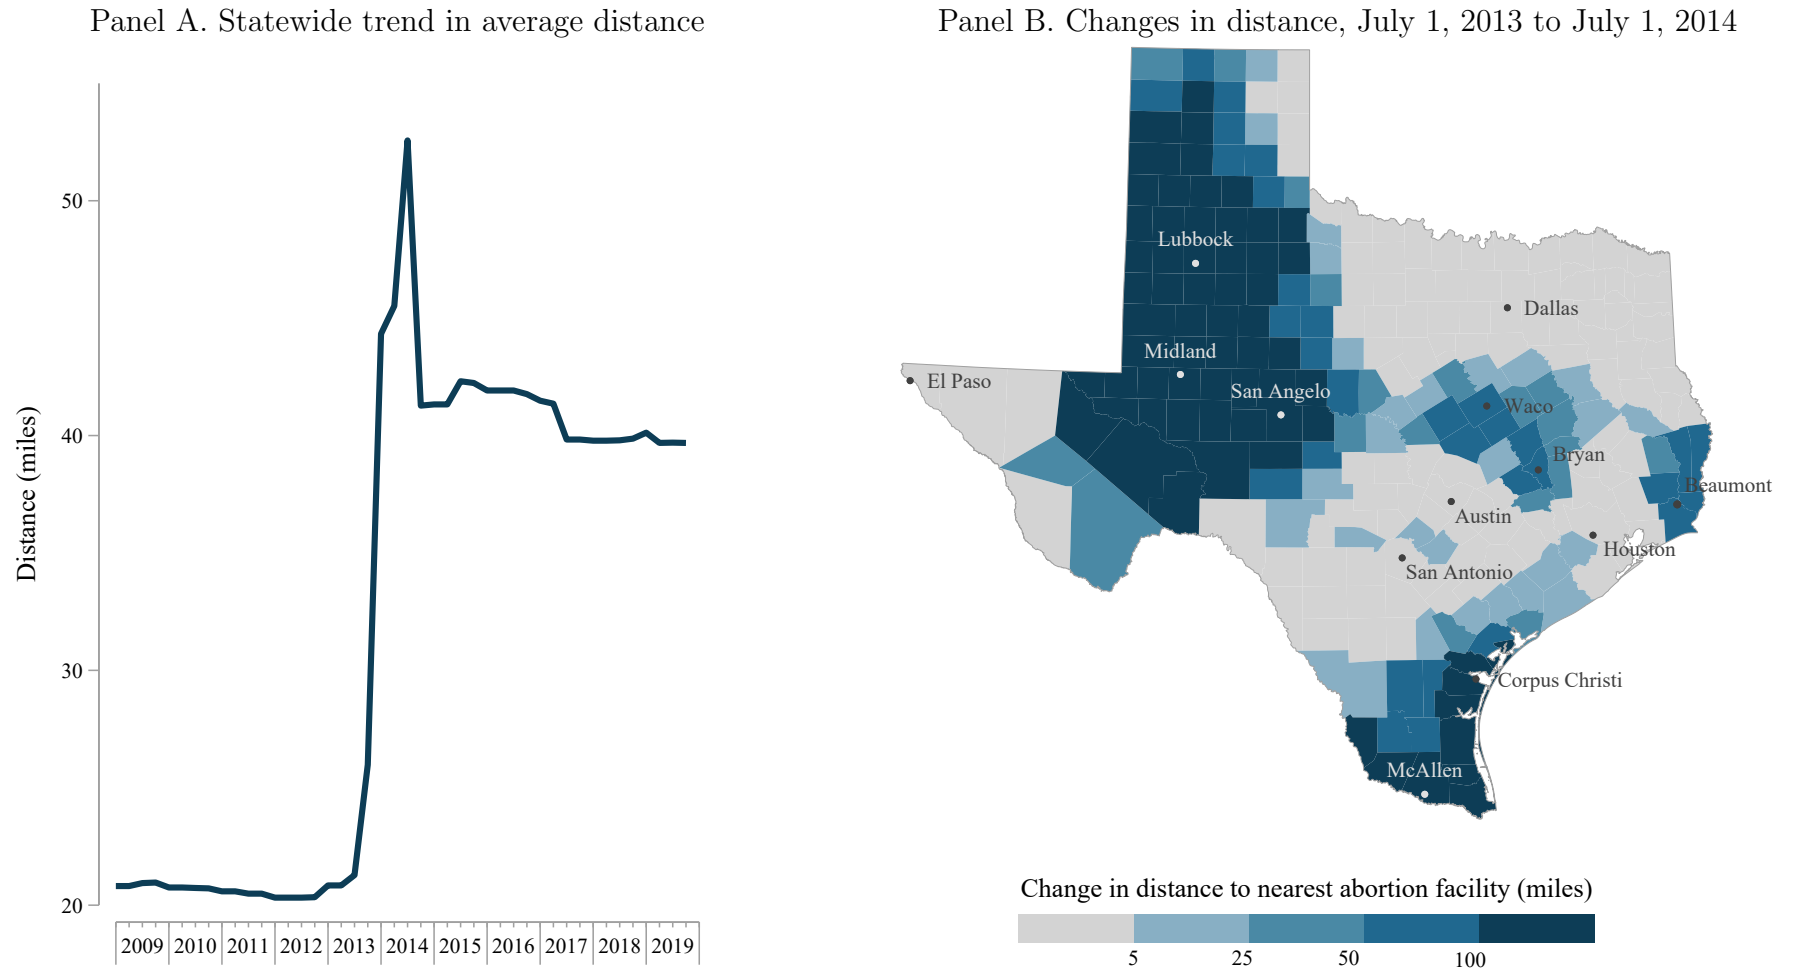 Panel A. Statewide trend in average distance
Distance (miles)
50
40
30
20
2009 2010 2011 2012 2013 2014 2015 2016 2017 2018 2019
Panel B. Changes in distance, July 1, 2013 to July 1, 2014
Lubbock
Dallas
Midland
El Paso
San Angelo
Waco
Bryan
Beaumont
Austin
Houston
San Antonio
Corpus Christi
McAllen
Change in distance to nearest abortion facility (miles)
5 25 50 100